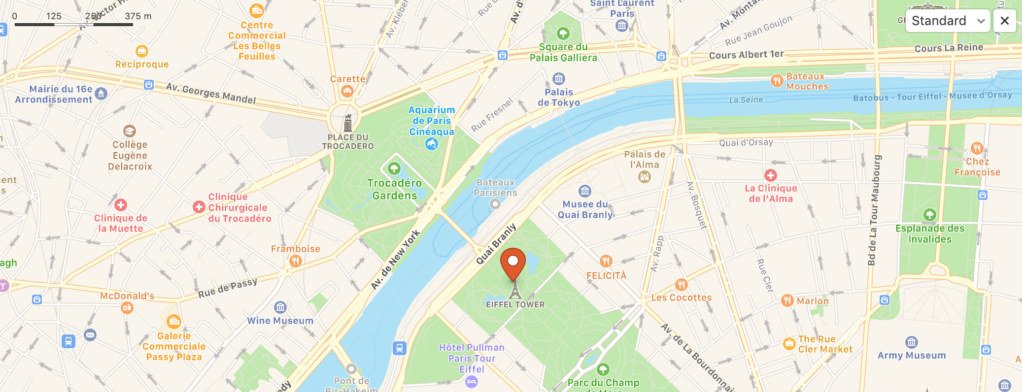 0
125
250
375 m
Standard
Centre
Commercial
Les Belles
Feuilles
Av. Kléber
Saint Laurent
Paris
Av. Montaigne
Rue Jean Goujon
Cours La Reine
Cours Albert 1er
Square du
Palais Galliera
Reciproque
Carette
Mairie du 16e
Arrondissement
Av. Georges Mandel
Palais
de Tokyo
Bateaux
Mouches
La Seine
Batobus - Tour Eiffel - Musée d'Orsay
Aquarium
de Paris
Cinéaqua
Rue Fresnel
PLACE DU
TROCADERO
Collège
Eugène
Delacroix
Quai d'Orsay
Palais de
l'Alma
Chez
Françoise
Trocadéro
Gardens
Bateaux
Parisiens
Musee du
Quai Branly
La Clinique
de l'Alma
Av. Bosquet
Bd de La Tour Maubourg
Clinique
Chirurgicale
du Trocadéro
Clinique de
la Muette
Esplanade des
Invalides
Quai Branly
Av. de New York
Av. Rapp
Framboise
FELICITÀ
Rue Cler
Les Cocottes
Marlon
EIFFEL TOWER
McDonald's
Rue de Passy
Wine Museum
Galerie
Commerciale
Passy Plaza
Hôtel Pullman
Paris Tour
Eiffel
Av. de La Bourdonnais
The Rue
Cler Market
Army Museum
Pont de
Bir-Hakeim
Parc du Champ